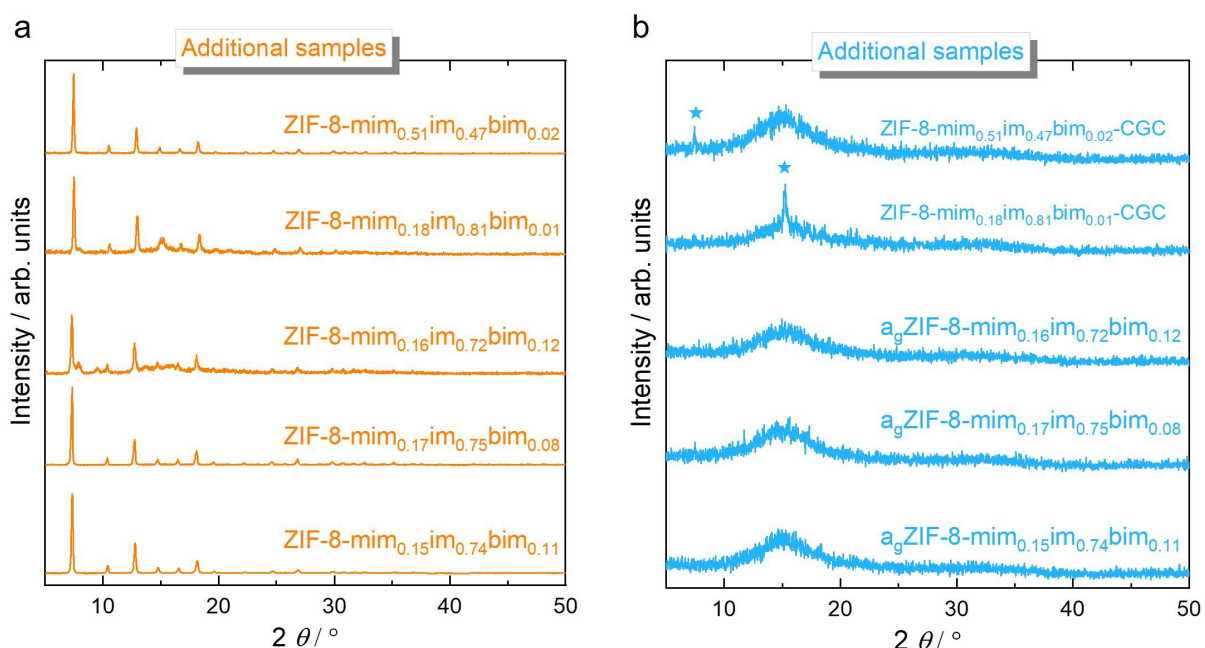 a
Additional samples
ZIF-8-mim0.51im0.47bim0.02
ZIF-8-mim0.18im0.81bim0.01
ZIF-8-mim0.16im0.72bim0.12
ZIF-8-mim0.17im0.75bim0.08
ZIF-8-mim0.15im0.74bim0.11
Intensity / arb. units
10 20 30 40 50
2 θ / °
b
Additional samples
ZIF-8-mim0.51im0.47bim0.02-CGC
ZIF-8-mim0.18im0.81bim0.01-CGC
agZIF-8-mim0.16im0.72bim0.12
agZIF-8-mim0.17im0.75bim0.08
agZIF-8-mim0.15im0.74bim0.11
Intensity / arb. units
10 20 30 40 50
2 θ / °